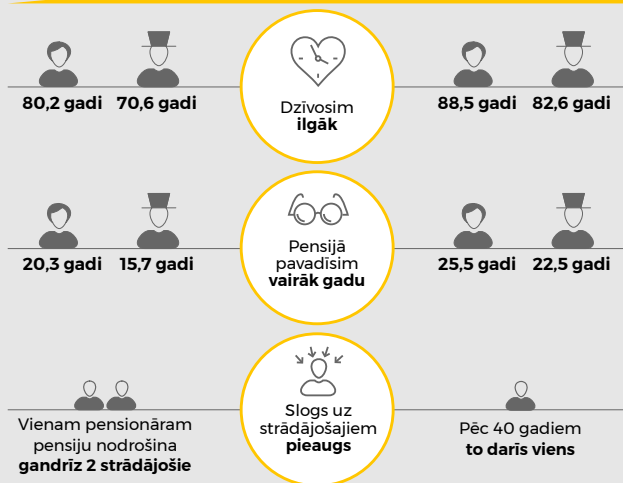 80,2 gadi 70,6 gadi
Dzīvosim
ilgāk
88,5 gadi 82,6 gadi
20,3 gadi 15,7 gadi
Pensijā
pavadīsim
vairāk gadu
25,5 gadi 22,5 gadi
Vienam pensionāram
pensiju nodrošina
gandrīz 2 strādājošie
Slogs uz
strādājošajiem
pieaugs
Pēc 40 gadiem
to darīs viens